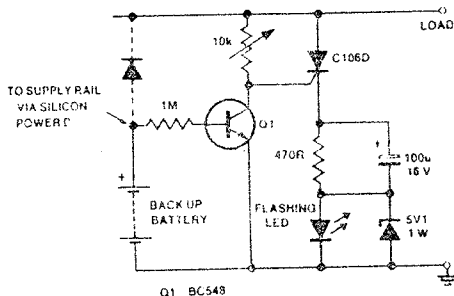 LOAD
10k
C106D
TO SUPPLY RAIL
VIA SILICON
POWER D
1M
Q1
470R
+
100u
16 V
+
BACK UP
BATTERY
FLASHING
LED
5V1
1 W
Q1 BC548